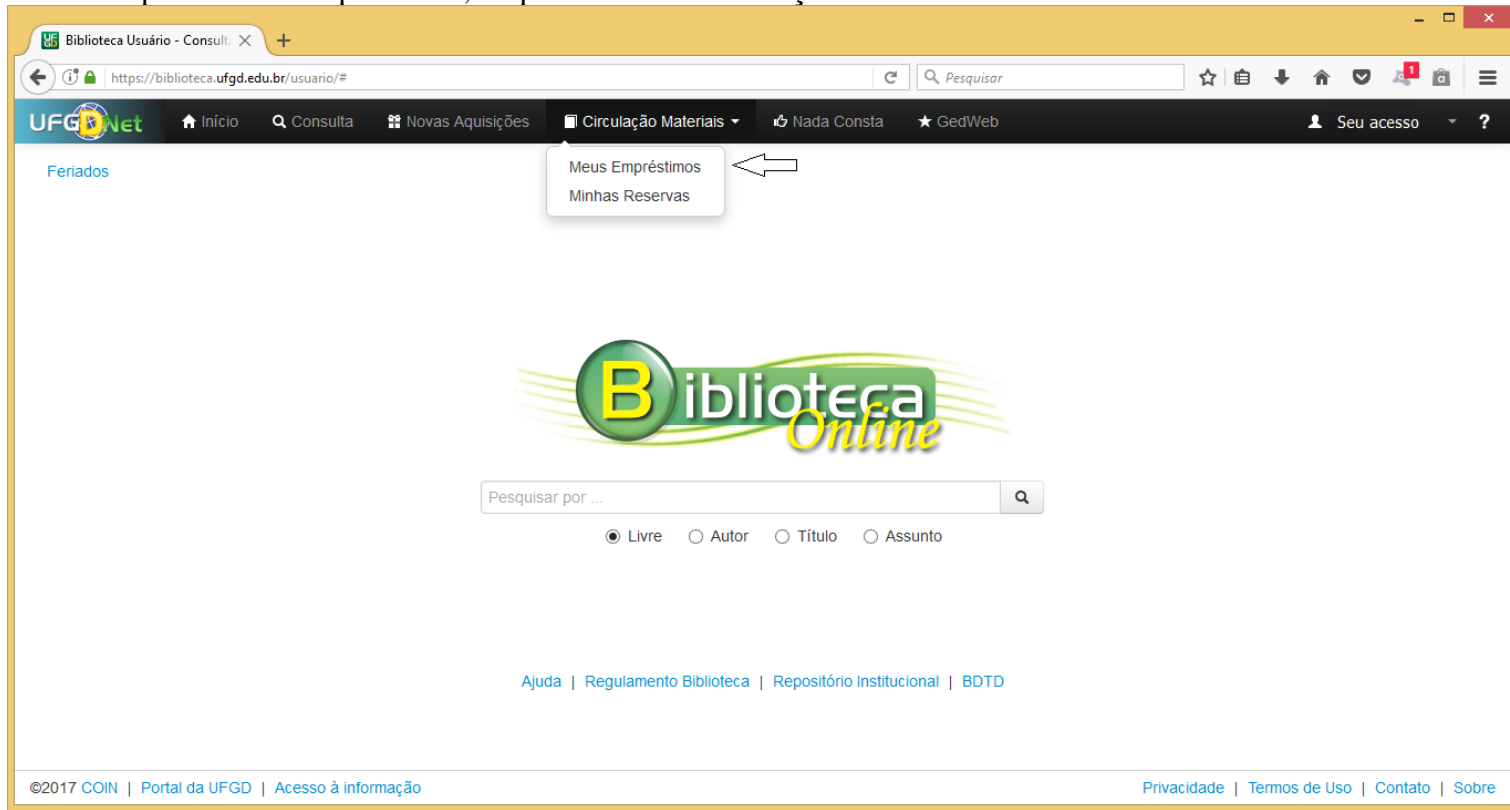 Biblioteca Usuário - Consult
https://biblioteca.ufgd.edu.br/usuario/#
Pesquisar
1
UFGDNet Início Consulta Novas Aquisições Circulação Materiais Nada Consta GedWeb Seu acesso ?
Feriados
Meus Empréstimos
Minhas Reservas
Biblioteca
Online
Pesquisar por ...
Livre Autor Título Assunto
Ajuda | Regulamento Biblioteca | Repositório Institucional | BDTD
©2017 COIN | Portal da UFGD | Acesso à informação Privacidade | Termos de Uso | Contato | Sobre